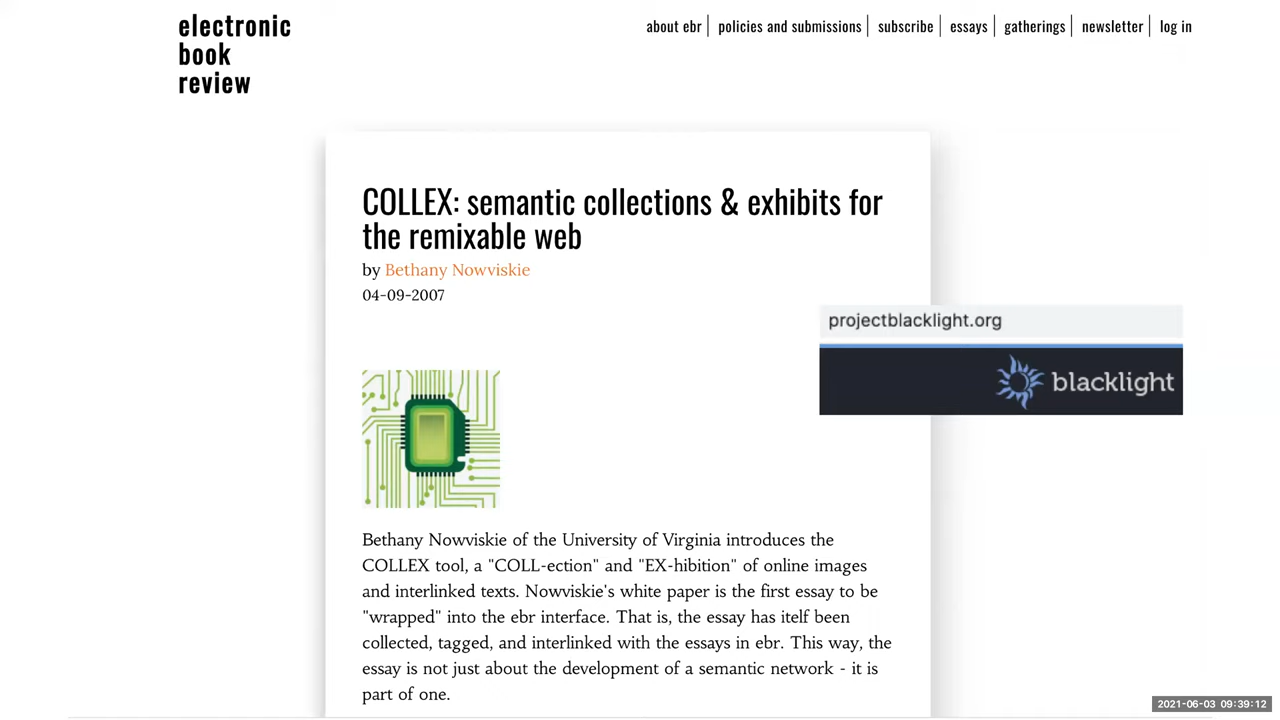 electronic
book
review
about ebr
policies and submissions
subscribe
essays
gatherings
newsletter
log in
COLLEX: semantic collections & exhibits for
the remixable web
by Bethany Nowviskie
04-09-2007
projectblacklight.org
blacklight
Bethany Nowviskie of the University of Virginia introduces the
COLLEX tool, a "COLL-ection" and "EX-hibition" of online images
and interlinked texts. Nowviskie's white paper is the first essay to be
"wrapped" into the ebr interface. That is, the essay has itelf been
collected, tagged, and interlinked with the essays in ebr. This way, the
essay is not just about the development of a semantic network - it is
part of one.
2021-06-03 09:39:12